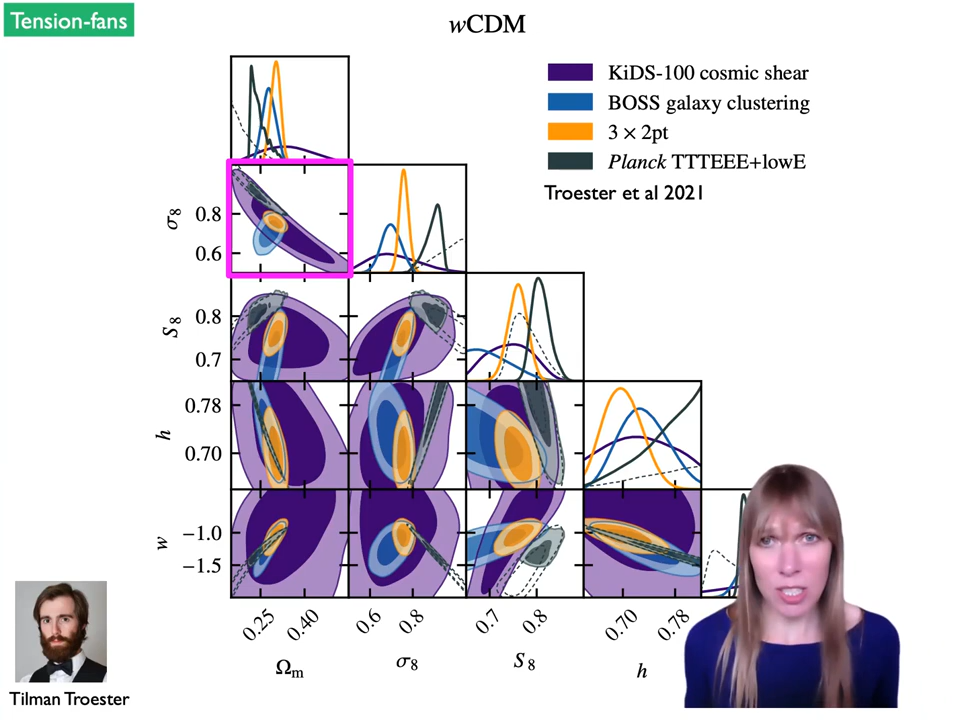 Tension-fans
wCDM
KiDS-100 cosmic shear
BOSS galaxy clustering
3 × 2pt
Planck TTTEEE+lowE
Troester et al 2021
σ8
0.8
0.6
S8
0.8
0.7
h
0.78
0.70
w
−1.0
−1.5
0.25 0.40 0.6 0.8 0.7 0.8 0.70 0.78
Ωm σ8 S8 h
Tilman Troester